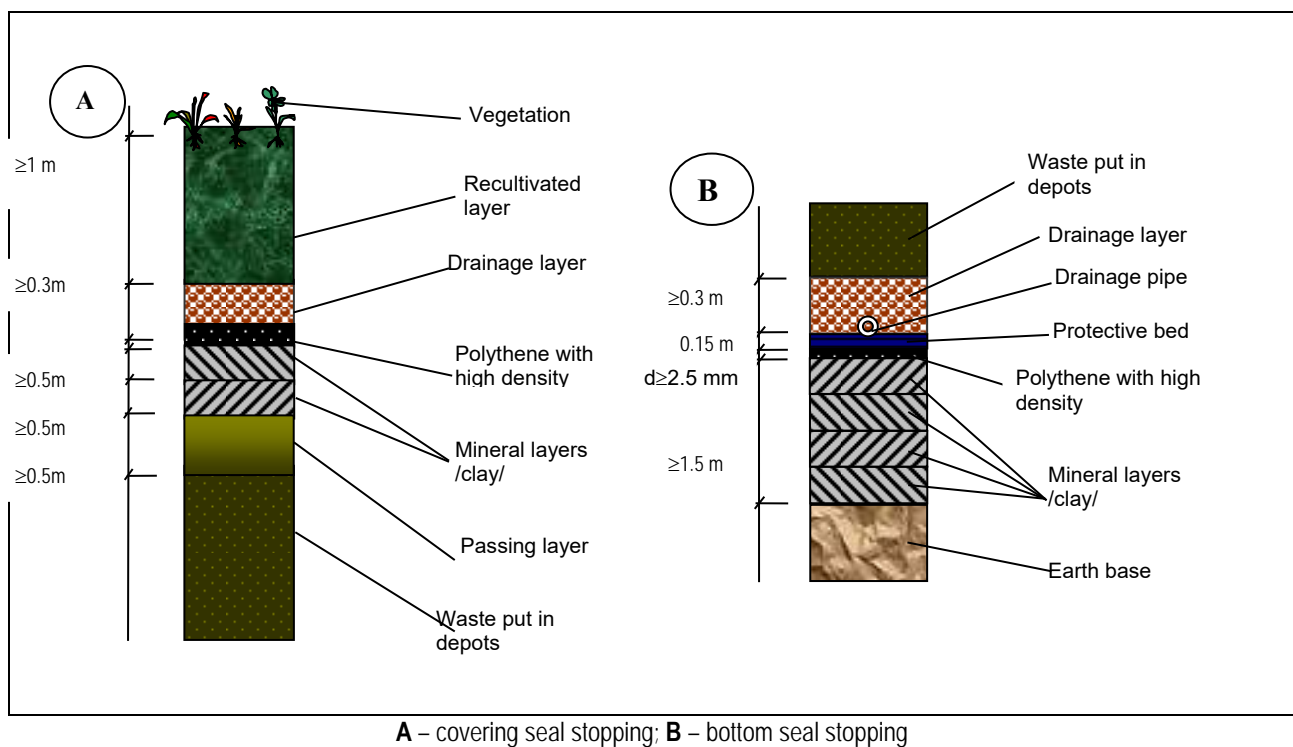 A
≥1 m
≥0.3m
≥0.5m
≥0.5m
≥0.5m
Vegetation
Recultivated
layer
Drainage layer
Polythene with
high density
Mineral layers
/clay/
Passing layer
Waste put in
depots
B
≥0.3 m
0.15 m
d≥2.5 mm
≥1.5 m
Waste put in
depots
Drainage layer
Drainage pipe
Protective bed
Polythene with high
density
Mineral layers
/clay/
Earth base
A – covering seal stopping; B – bottom seal stopping